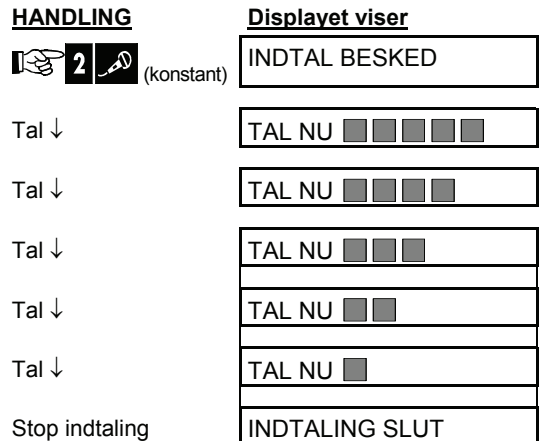 HANDLING Displayet viser
2 (konstant) INDTAL BESKED
Tal ↓ TAL NU
Tal ↓ TAL NU
Tal ↓ TAL NU
Tal ↓ TAL NU
Tal ↓ TAL NU
Stop indtaling INDTALING SLUT